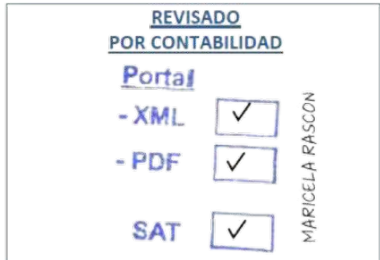 REVISADO
POR CONTABILIDAD
Portal
- XML ✓
- PDF ✓
SAT ✓
MARICELA RASCON